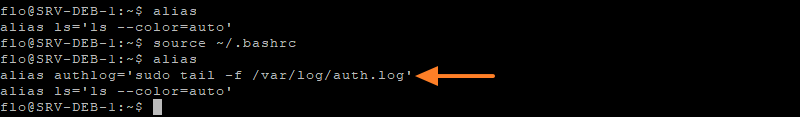 flo@SRV-DEB-1:~$ alias
alias ls='ls --color=auto'
flo@SRV-DEB-1:~$ source ~/.bashrc
flo@SRV-DEB-1:~$ alias
alias authlog='sudo tail -f /var/log/auth.log'
alias ls='ls --color=auto'
flo@SRV-DEB-1:~$